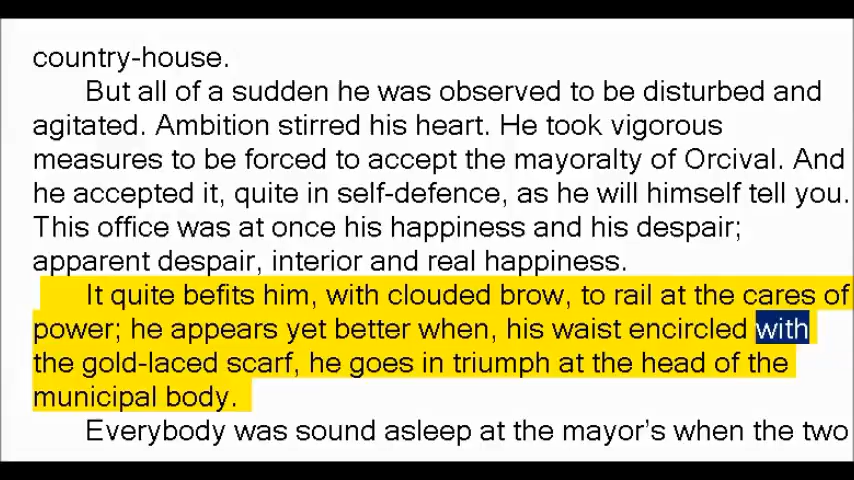 country-house.
But all of a sudden he was observed to be disturbed and
agitated. Ambition stirred his heart. He took vigorous
measures to be forced to accept the mayoralty of Orcival. And
he accepted it, quite in self-defence, as he will himself tell you.
This office was at once his happiness and his despair;
apparent despair, interior and real happiness.
It quite befits him, with clouded brow, to rail at the cares of
power; he appears yet better when, his waist encircled with
the gold-laced scarf, he goes in triumph at the head of the
municipal body.
Everybody was sound asleep at the mayor’s when the two